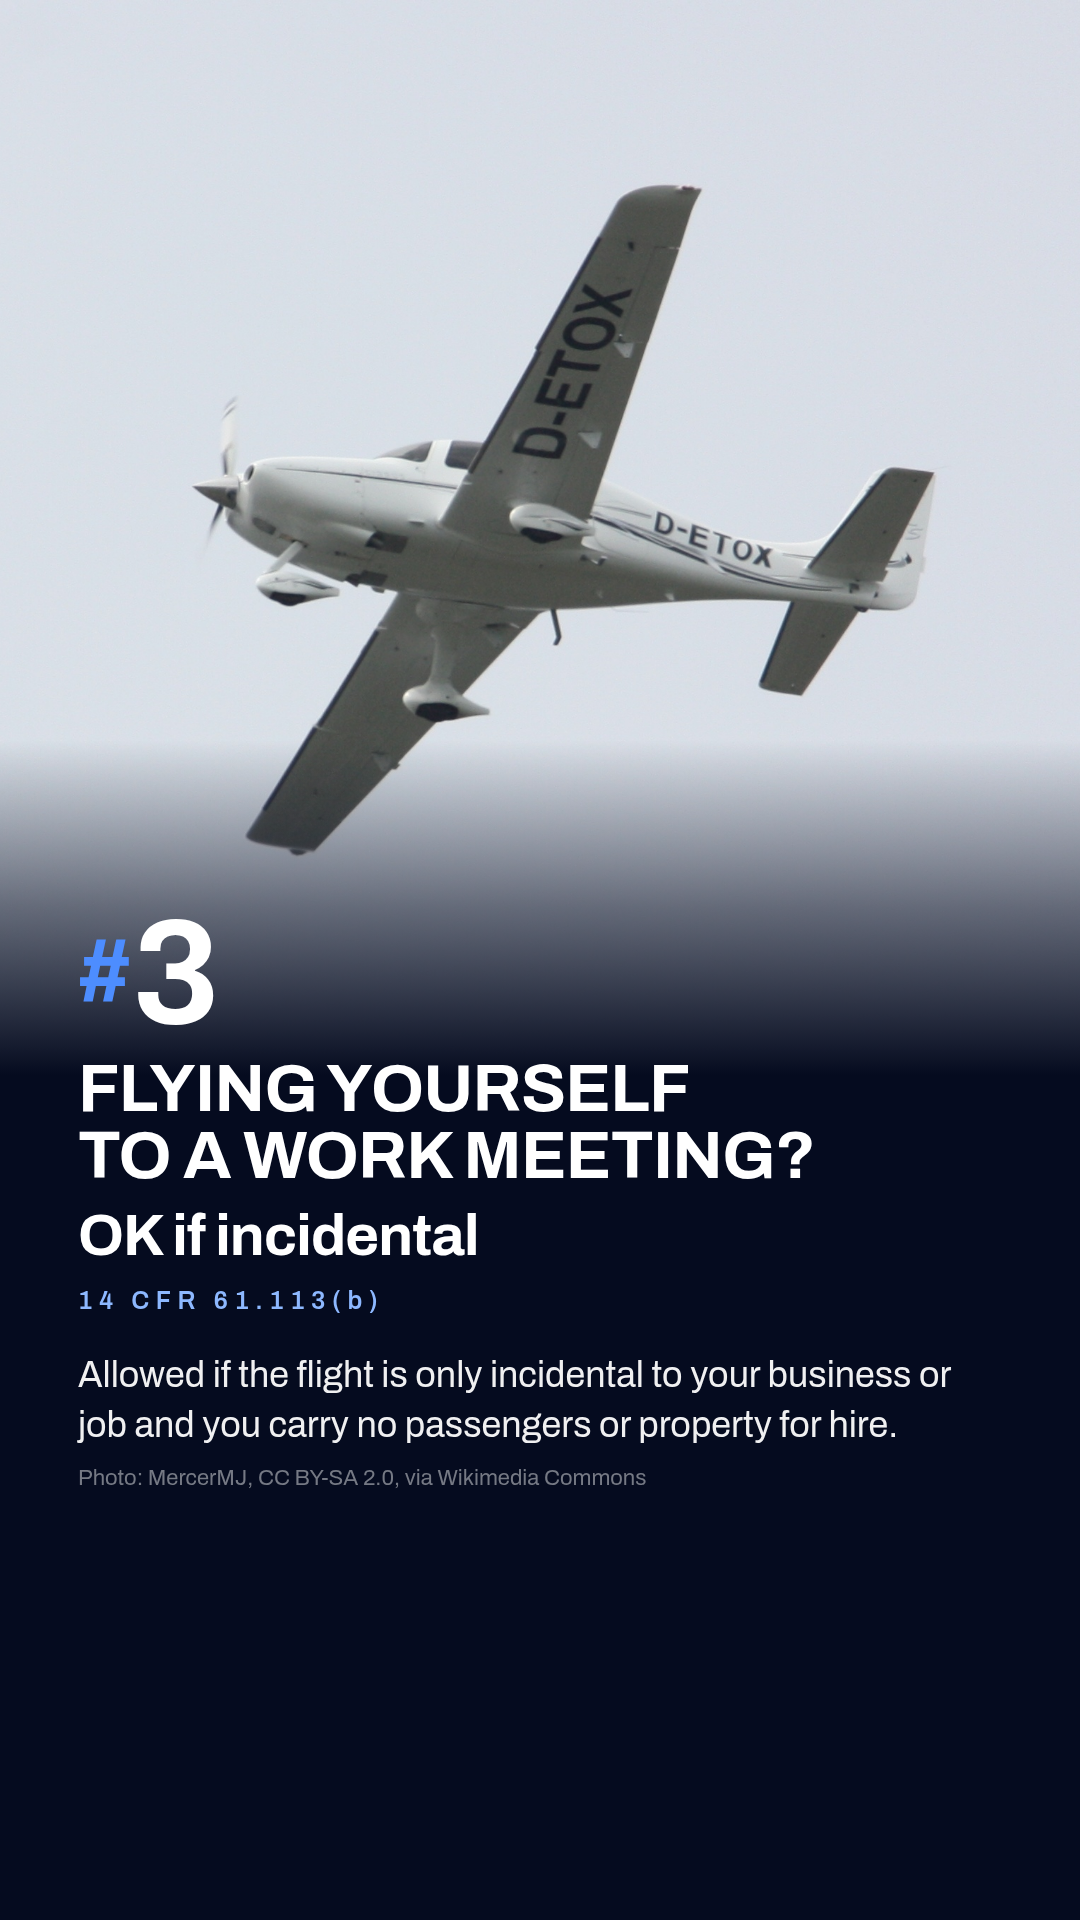 D-ETOX
D-ETOX
#3
FLYING YOURSELF
TO A WORK MEETING?
OK if incidental
14 CFR 61.113(b)
Allowed if the flight is only incidental to your business or
job and you carry no passengers or property for hire.
Photo: MercerMJ, CC BY-SA 2.0, via Wikimedia Commons